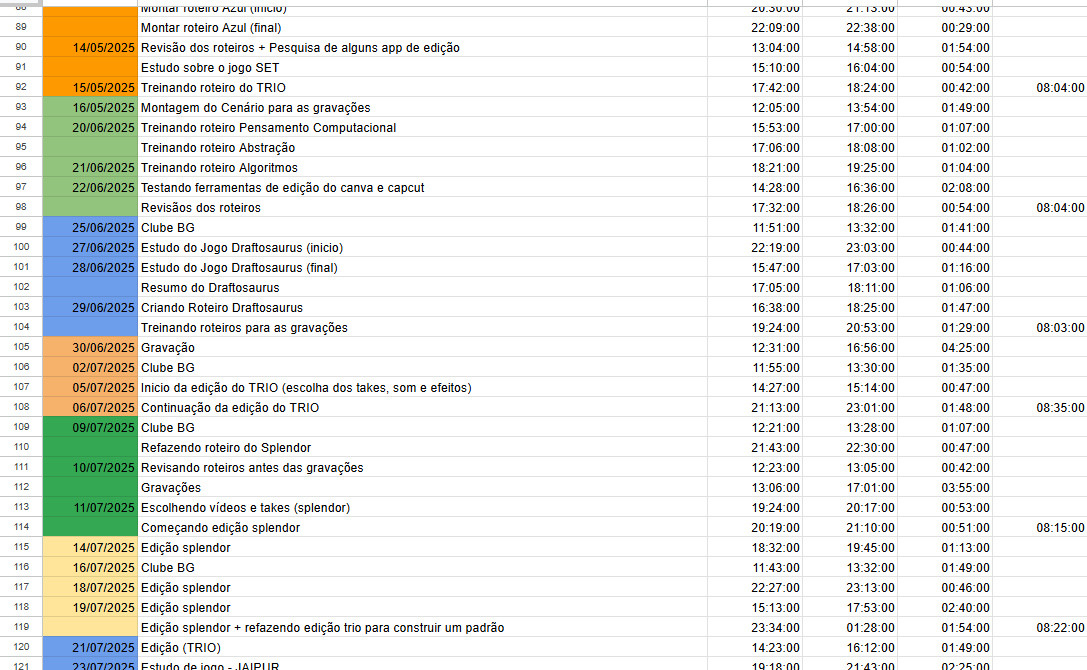 88 Montar roteiro Azul (inicio) 20:30:00 21:13:00 00:43:00
89 Montar roteiro Azul (final) 22:09:00 22:38:00 00:29:00
90 14/05/2025 Revisão dos roteiros + Pesquisa de alguns app de edição 13:04:00 14:58:00 01:54:00
91 Estudo sobre o jogo SET 15:10:00 16:04:00 00:54:00
92 15/05/2025 Treinando roteiro do TRIO 17:42:00 18:24:00 00:42:00 08:04:00
93 16/05/2025 Montagem do Cenário para as gravações 12:05:00 13:54:00 01:49:00
94 20/06/2025 Treinando roteiro Pensamento Computacional 15:53:00 17:00:00 01:07:00
95 Treinando roteiro Abstração 17:06:00 18:08:00 01:02:00
96 21/06/2025 Treinando roteiro Algoritmos 18:21:00 19:25:00 01:04:00
97 22/06/2025 Testando ferramentas de edição do canva e capcut 14:28:00 16:36:00 02:08:00
98 Revisãos dos roteiros 17:32:00 18:26:00 00:54:00 08:04:00
99 25/06/2025 Clube BG 11:51:00 13:32:00 01:41:00
100 27/06/2025 Estudo do Jogo Draftosaurus (inicio) 22:19:00 23:03:00 00:44:00
101 28/06/2025 Estudo do Jogo Draftosaurus (final) 15:47:00 17:03:00 01:16:00
102 Resumo do Draftosaurus 17:05:00 18:11:00 01:06:00
103 29/06/2025 Criando Roteiro Draftosaurus 16:38:00 18:25:00 01:47:00
104 Treinando roteiros para as gravações 19:24:00 20:53:00 01:29:00 08:03:00
105 30/06/2025 Gravação 12:31:00 16:56:00 04:25:00
106 02/07/2025 Clube BG 11:55:00 13:30:00 01:35:00
107 05/07/2025 Inicio da edição do TRIO (escolha dos takes, som e efeitos) 14:27:00 15:14:00 00:47:00
108 06/07/2025 Continuação da edição do TRIO 21:13:00 23:01:00 01:48:00 08:35:00
109 09/07/2025 Clube BG 12:21:00 13:28:00 01:07:00
110 Refazendo roteiro do Splendor 21:43:00 22:30:00 00:47:00
111 10/07/2025 Revisando roteiros antes das gravações 12:23:00 13:05:00 00:42:00
112 Gravações 13:06:00 17:01:00 03:55:00
113 11/07/2025 Escolhendo vídeos e takes (splendor) 19:24:00 20:17:00 00:53:00
114 Começando edição splendor 20:19:00 21:10:00 00:51:00 08:15:00
115 14/07/2025 Edição splendor 18:32:00 19:45:00 01:13:00
116 16/07/2025 Clube BG 11:43:00 13:32:00 01:49:00
117 18/07/2025 Edição splendor 22:27:00 23:13:00 00:46:00
118 19/07/2025 Edição splendor 15:13:00 17:53:00 02:40:00
119 Edição splendor + refazendo edição trio para construir um padrão 23:34:00 01:28:00 01:54:00 08:22:00
120 21/07/2025 Edição (TRIO) 14:23:00 16:12:00 01:49:00
121 23/07/2025 Estudo de jogo - JAIPUR 19:18:00 21:43:00 02:25:00